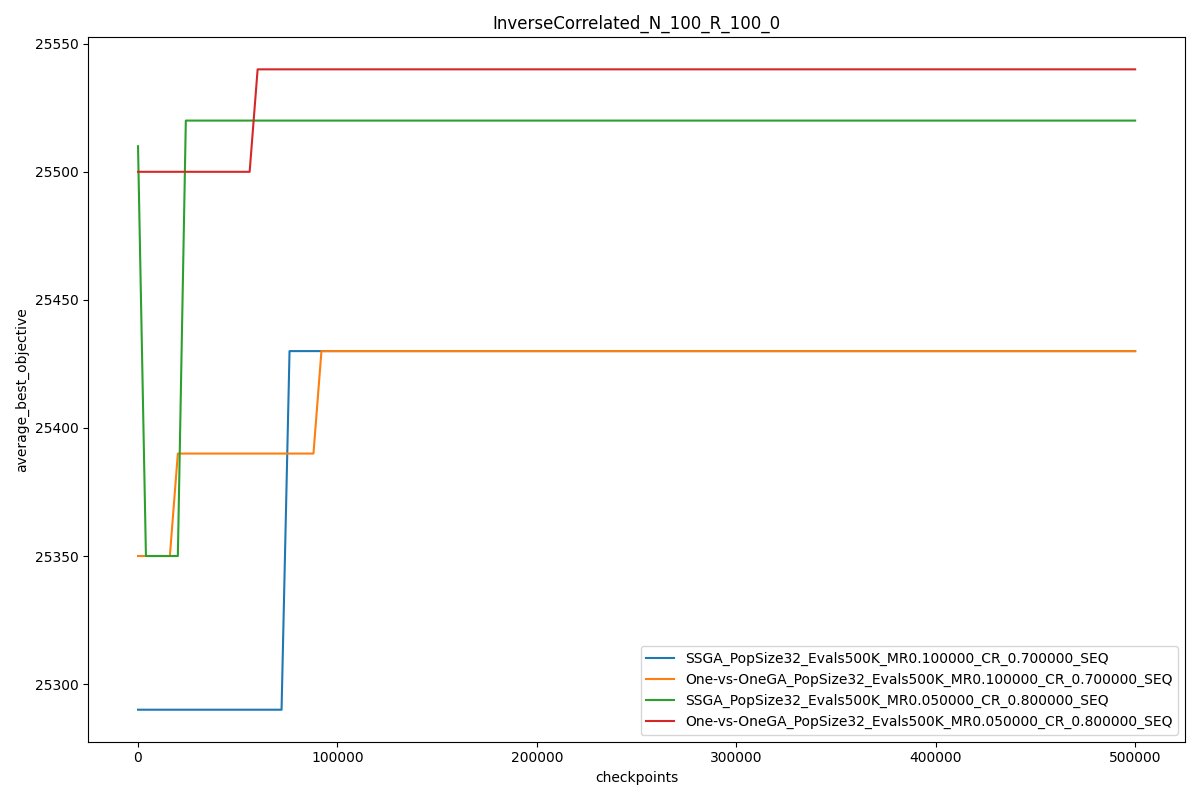 InverseCorrelated_N_100_R_100_0
25550
25500
25450
25400
25350
25300
average_best_objective
0
100000
200000
300000
400000
500000
checkpoints
SSGA_PopSize32_Evals500K_MR0.100000_CR_0.700000_SEQ
One-vs-OneGA_PopSize32_Evals500K_MR0.100000_CR_0.700000_SEQ
SSGA_PopSize32_Evals500K_MR0.050000_CR_0.800000_SEQ
One-vs-OneGA_PopSize32_Evals500K_MR0.050000_CR_0.800000_SEQ